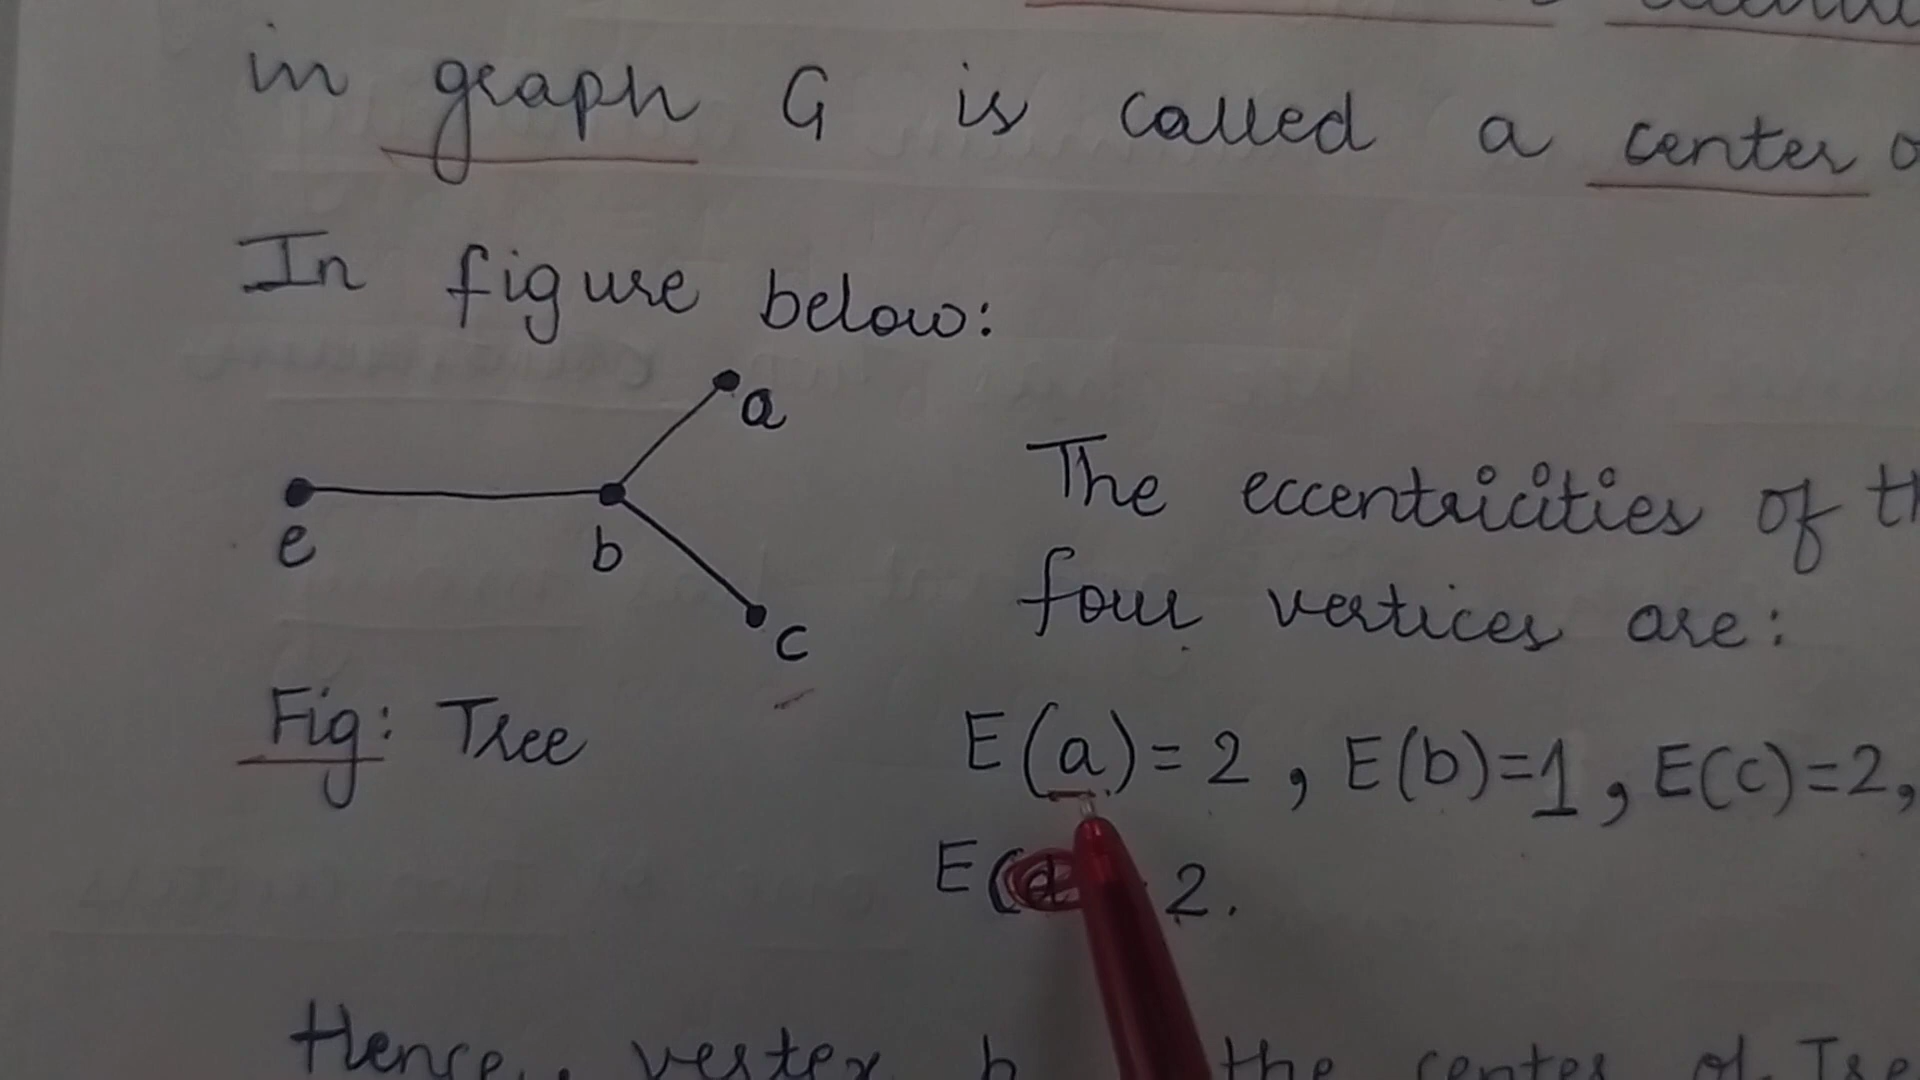 in graph G is called a center
In figure below:
a
e
b
c
Fig: Tree
The eccentricities of
four vertices are:
E(a) = 2, E(b)=1, E(c)=2,
E( 2.
Hence, vertex b the center of